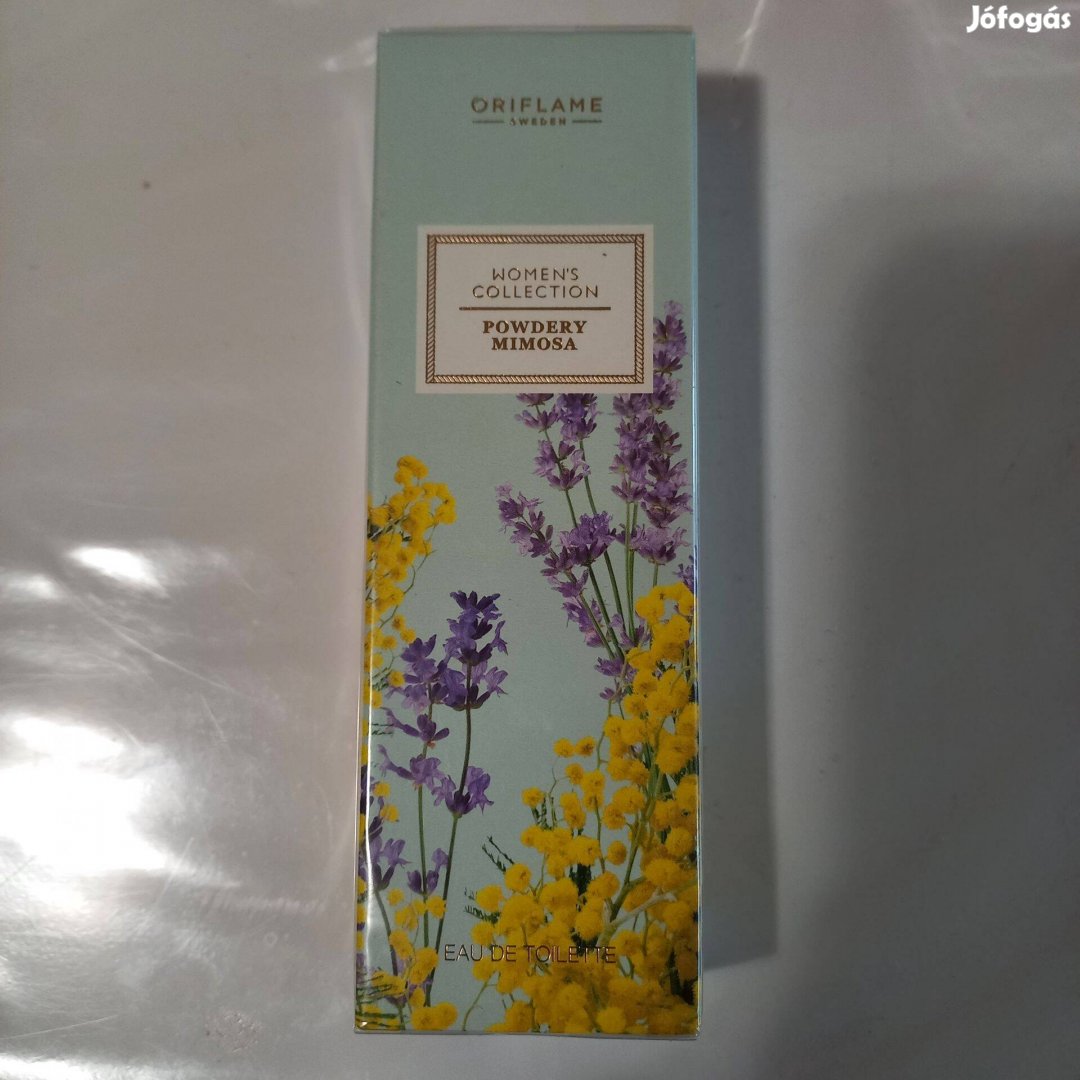 Jófogás
ORIFLAME
SWEDEN
WOMEN'S
COLLECTION
POWDERY
MIMOSA
EAU DE TOILETTE